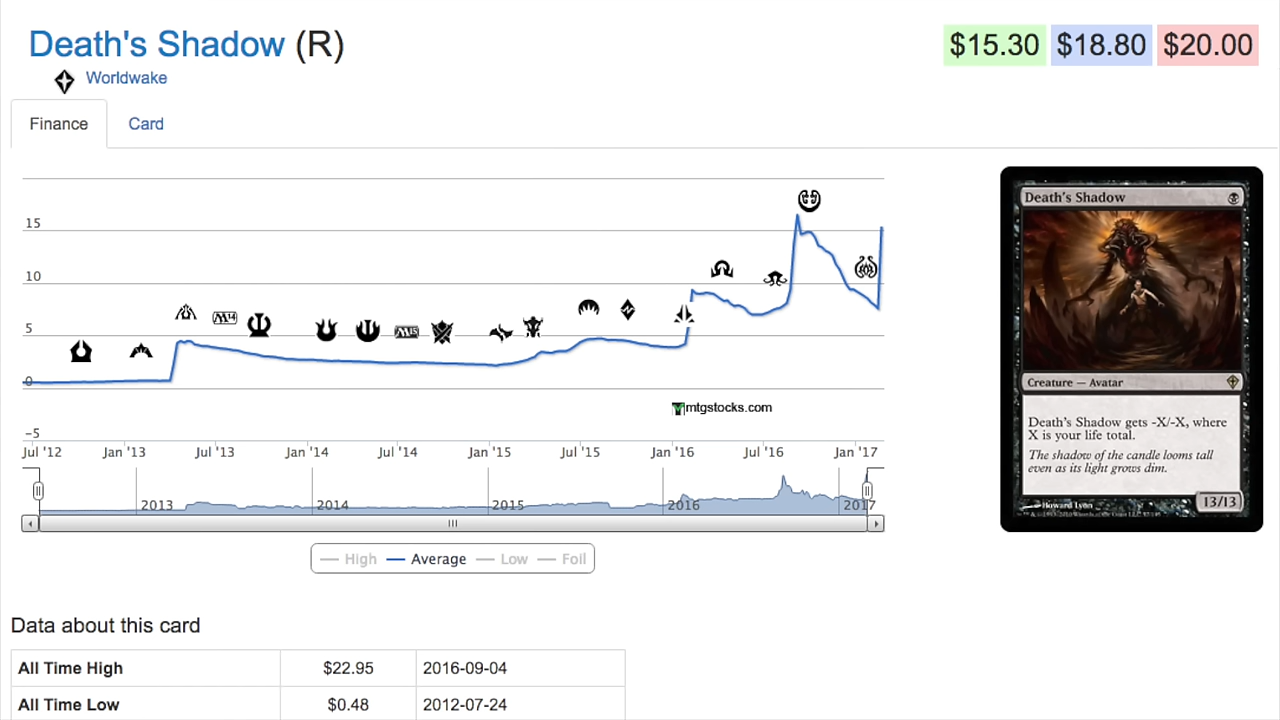 Death's Shadow (R)
$15.30 $18.80 $20.00
Worldwake
Finance Card
15
10
5
0
-5
mtgstocks.com
Jul '12 Jan '13 Jul '13 Jan '14 Jul '14 Jan '15 Jul '15 Jan '16 Jul '16 Jan '17
2013 2014 2015 2016 2017
High Average Low Foil
Death's Shadow
Creature — Avatar
Death's Shadow gets -X/-X, where
X is your life total.
The shadow of the candle looms tall
even as its light grows dim.
Howard Lyon
13/13
Data about this card
All Time High $22.95 2016-09-04
All Time Low $0.48 2012-07-24